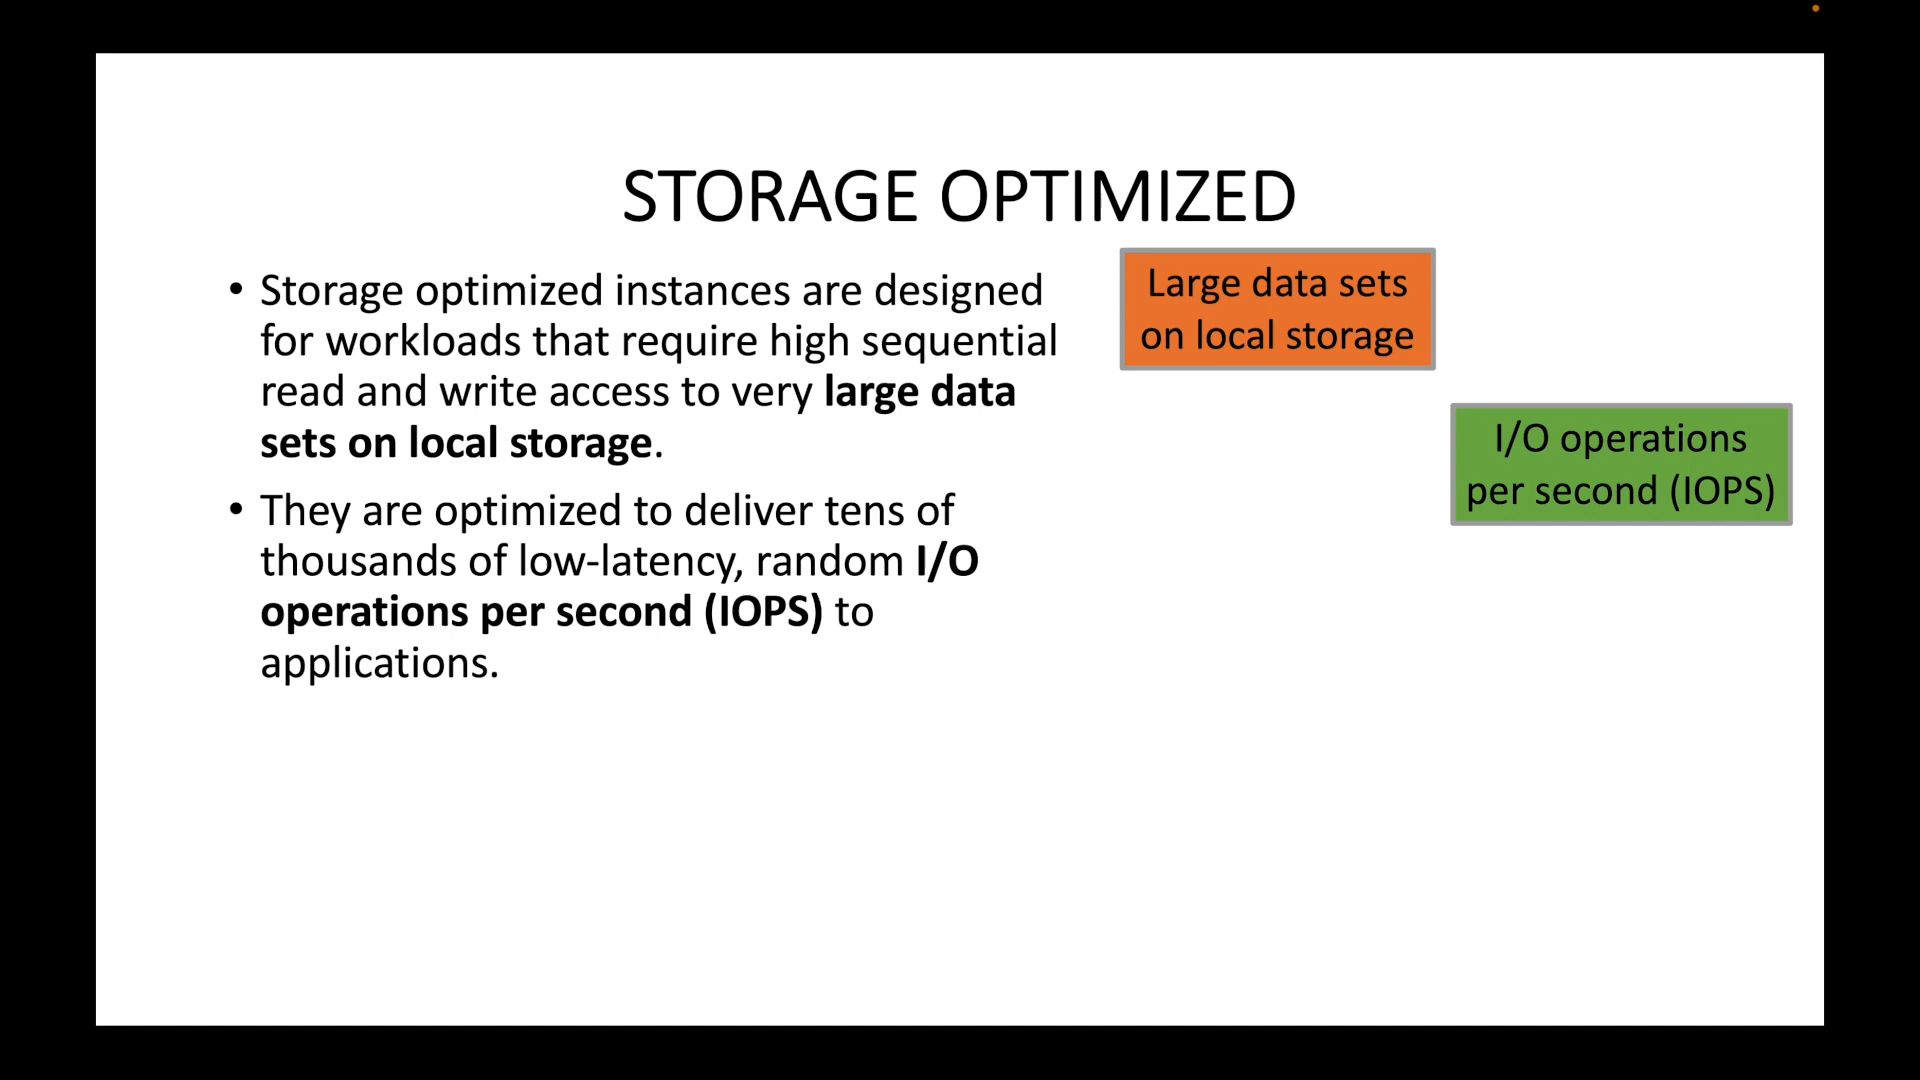 STORAGE OPTIMIZED
• Storage optimized instances are designed
for workloads that require high sequential
read and write access to very large data
sets on local storage.
• They are optimized to deliver tens of
thousands of low-latency, random I/O
operations per second (IOPS) to
applications.
Large data sets
on local storage
I/O operations
per second (IOPS)